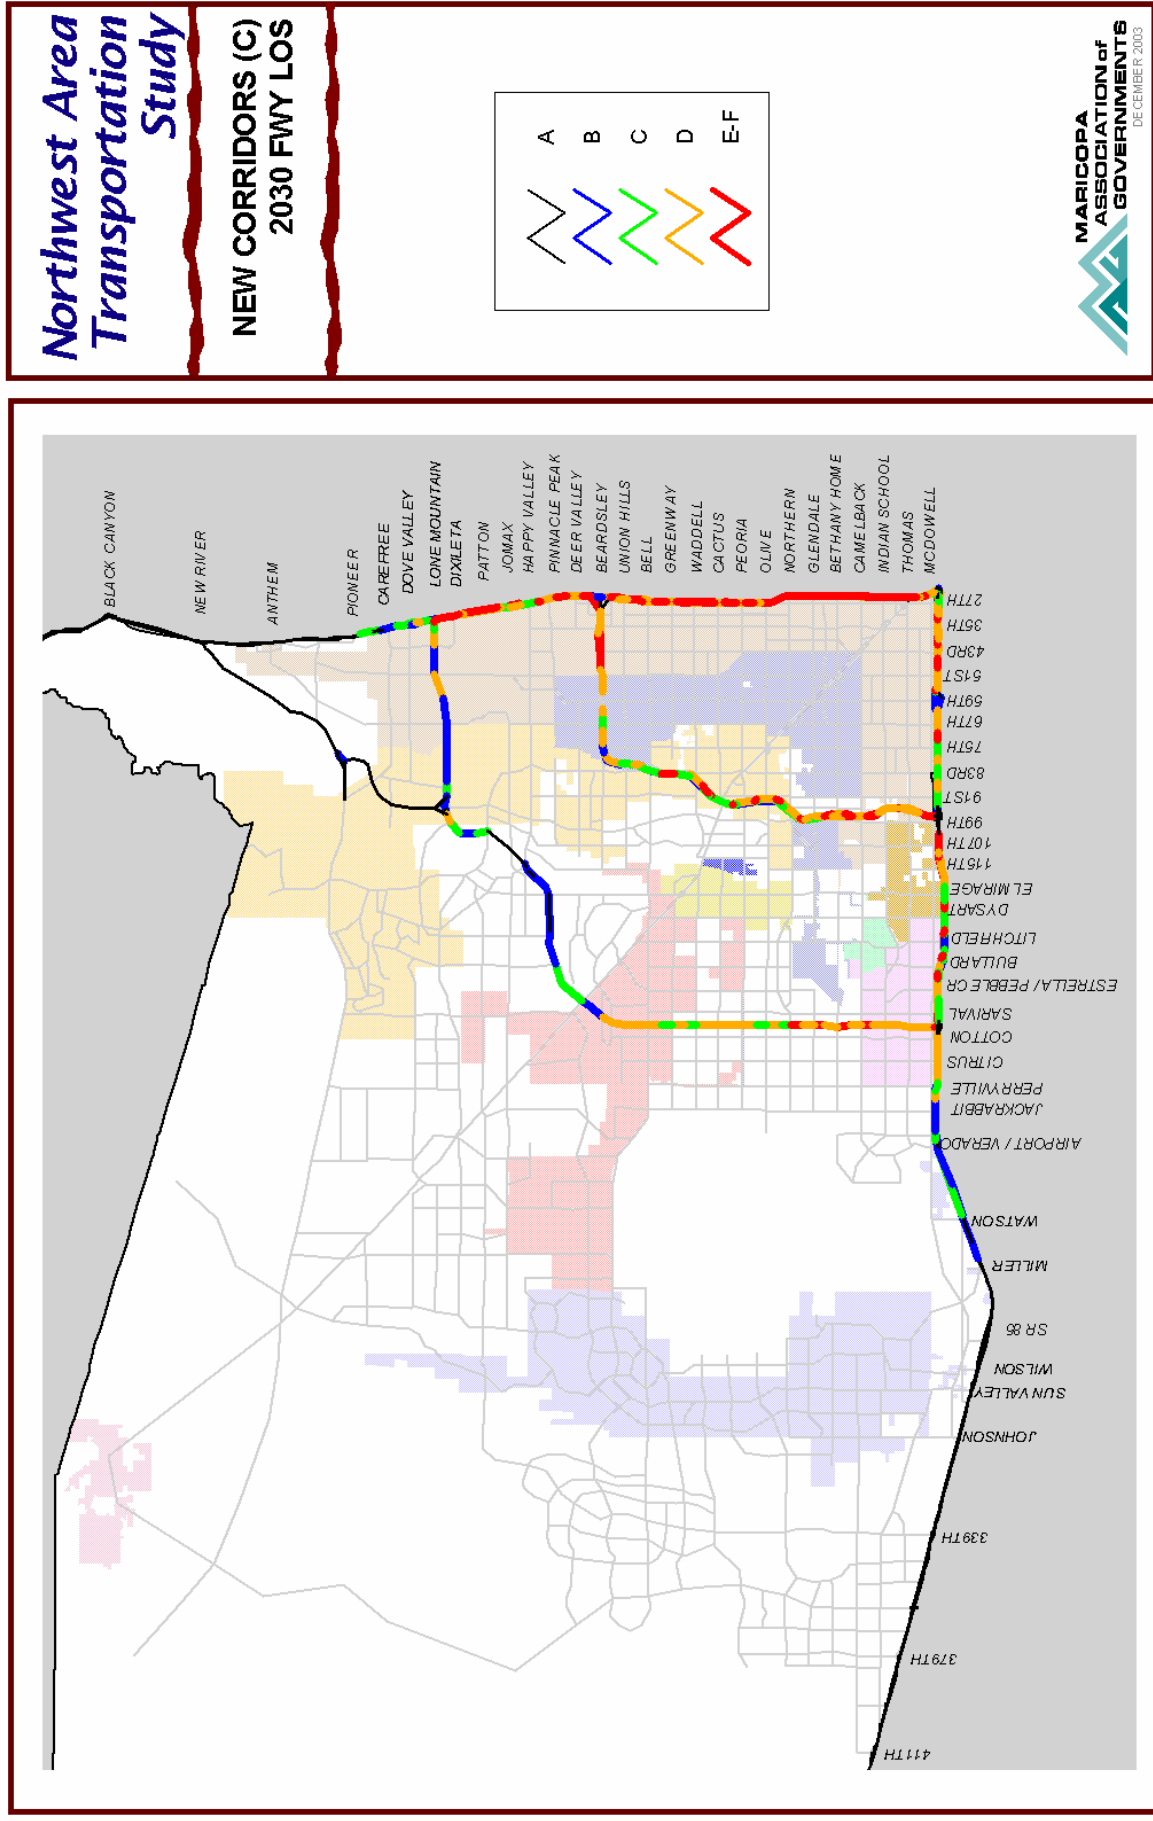 Northwest Area
Transportation
Study
NEW CORRIDORS (C)
2030 FWY LOS
A
B
C
D
E-F
MARICOPA
ASSOCIATION of
GOVERNMENTS
DECEMBER 2003
BLACK CANYON
NEW RIVER
ANTHEM
PIONEER
CAREFREE
DOVE VALLEY
LONE MOUNTAIN
DIXILETA
PATTON
JOMAX
HAPPY VALLEY
PINNACLE PEAK
DEER VALLEY
BEARDSLEY
UNION HILLS
BELL
GREENWAY
WADDELL
CACTUS
PEORIA
OLIVE
NORTHERN
GLENDALE
BETHANY HOME
CAMELBACK
INDIAN SCHOOL
THOMAS
MCDOWELL
27TH
35TH
43RD
51ST
59TH
67TH
75TH
83RD
91ST
99TH
107TH
115TH
EL MIRAGE
DYSART
LITCHFIELD
BULLARD
ESTRELLA / PEBBLE CR
SARIVAL
COTTON
CITRUS
PERRYVILLE
JACKRABBIT
AIRPORT / VERADO
WATSON
MILLER
SR 85
WILSON
SUN VALLEY
JOHNSON
339TH
379TH
411TH